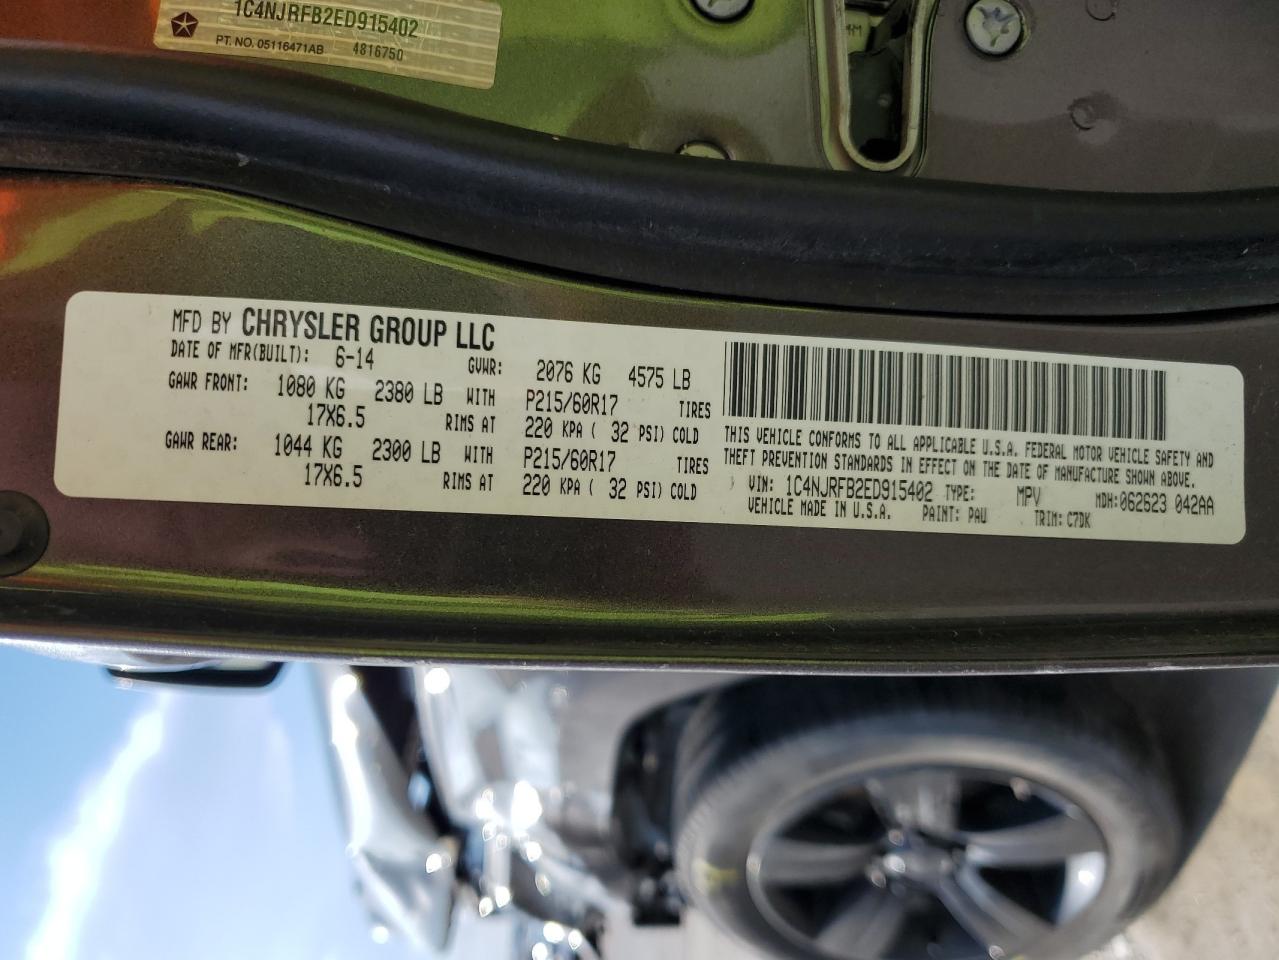 1C4NJRFB2ED915402
PT. NO. 05116471AB 4816750
MFD BY CHRYSLER GROUP LLC
DATE OF MFR(BUILT): 6-14 GVWR: 2076 KG 4575 LB
GAWR FRONT: 1080 KG 2380 LB WITH P215/60R17 TIRES
17X6.5 RIMS AT 220 KPA ( 32 PSI) COLD
GAWR REAR: 1044 KG 2300 LB WITH P215/60R17 TIRES
17X6.5 RIMS AT 220 KPA ( 32 PSI) COLD
THIS VEHICLE CONFORMS TO ALL APPLICABLE U.S.A. FEDERAL MOTOR VEHICLE SAFETY AND
THEFT PREVENTION STANDARDS IN EFFECT ON THE DATE OF MANUFACTURE SHOWN ABOVE.
VIN: 1C4NJRFB2ED915402 TYPE: MPV MDH: 062623 042AA
VEHICLE MADE IN U.S.A. PAINT: PAU TRIM: C7DK